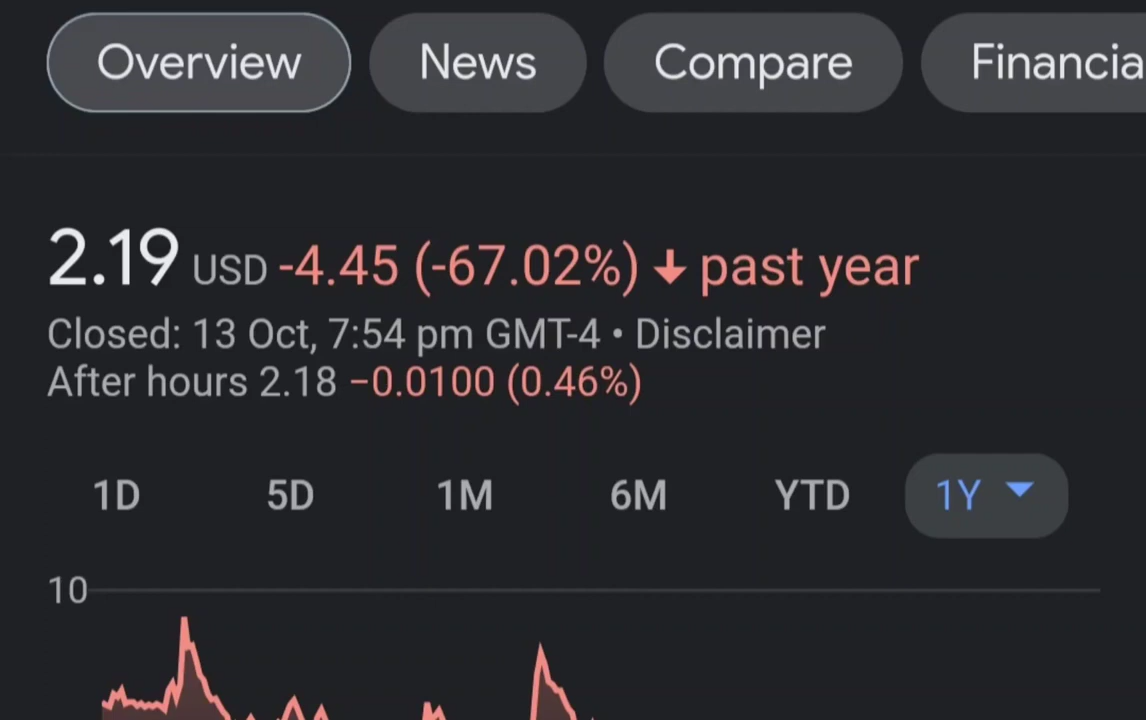 Overview News Compare Financia
2.19 USD -4.45 (-67.02%) ↓ past year
Closed: 13 Oct, 7:54 pm GMT-4 • Disclaimer
After hours 2.18 −0.0100 (0.46%)
1D 5D 1M 6M YTD 1Y
10